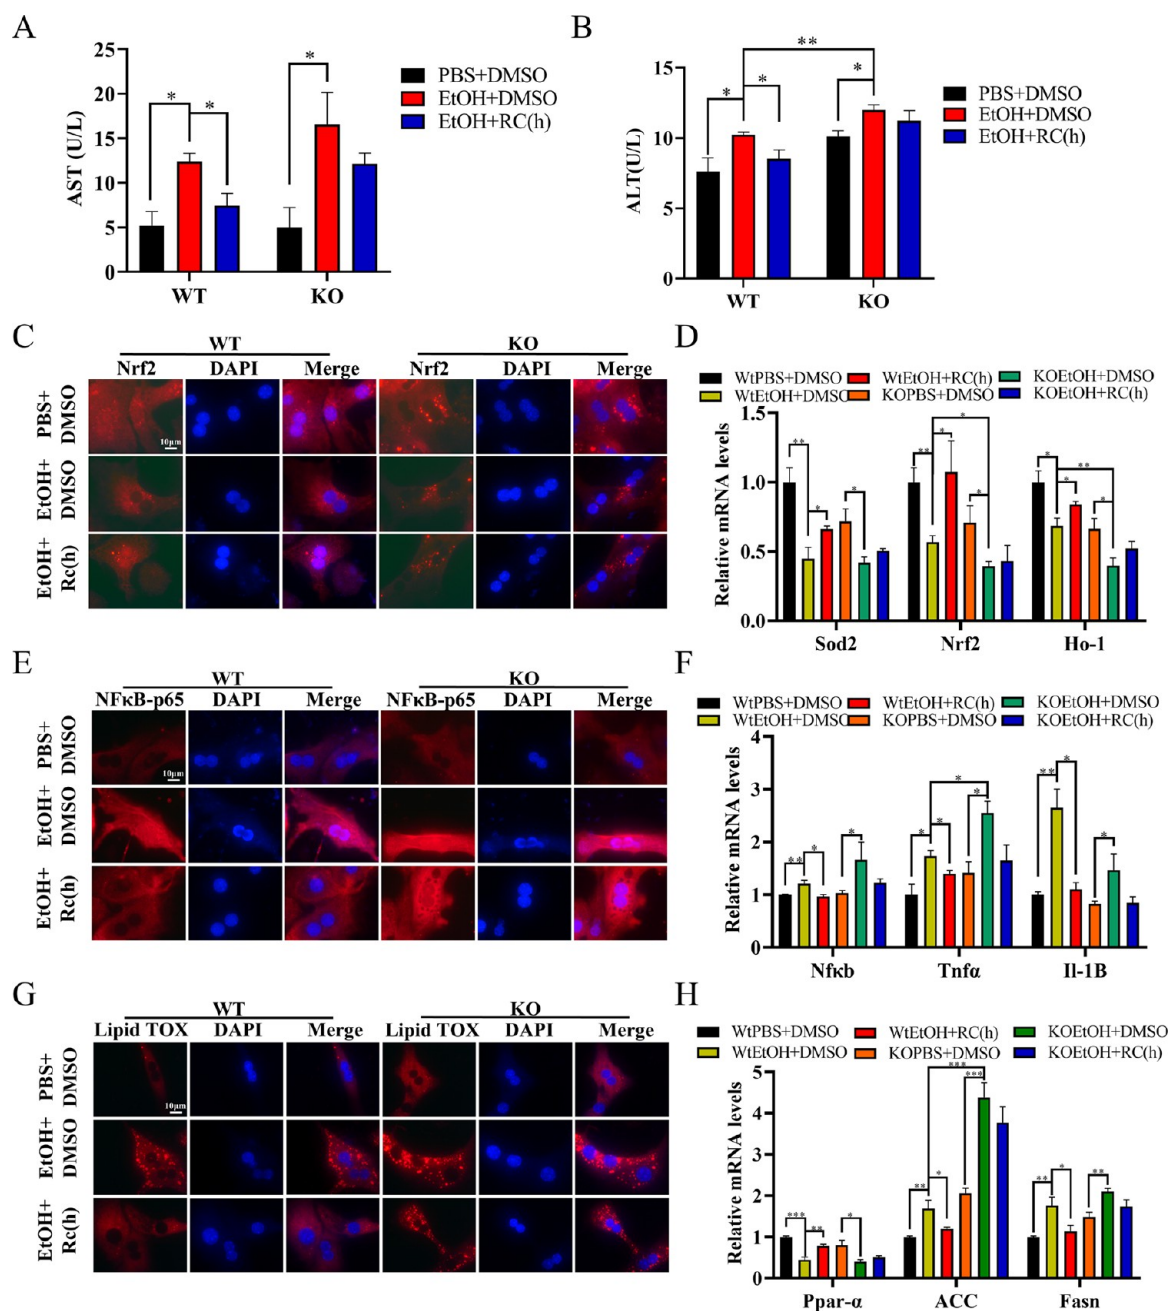 A
25
20
15
10
5
0
AST (U/L)
*
*
*
WT
KO
PBS+DMSO
EtOH+DMSO
EtOH+RC(h)
B
15
10
5
0
ALT(U/L)
**
*
*
*
WT
KO
PBS+DMSO
EtOH+DMSO
EtOH+RC(h)
C
WT
KO
Nrf2 DAPI Merge Nrf2 DAPI Merge
PBS+
DMSO
10μm
EtOH+
DMSO
EtOH+
Rc(h)
D
WtPBS+DMSO WtEtOH+RC(h) KOEtOH+DMSO
WtEtOH+DMSO KOPBS+DMSO KOEtOH+RC(h)
1.5
1.0
0.5
0.0
Relative mRNA levels
** * *
** * * *
* ** * *
Sod2 Nrf2 Ho-1
E
WT
KO
NFκB-p65 DAPI Merge NFκB-p65 DAPI Merge
PBS+
DMSO
10μm
EtOH+
DMSO
EtOH+
Rc(h)
F
WtPBS+DMSO WtEtOH+RC(h) KOEtOH+DMSO
WtEtOH+DMSO KOPBS+DMSO KOEtOH+RC(h)
4
3
2
1
0
Relative mRNA levels
** * *
* * * *
** * *
Nfκb Tnfα Il-1B
G
WT
KO
Lipid TOX DAPI Merge Lipid TOX DAPI Merge
PBS+
DMSO
10μm
EtOH+
DMSO
EtOH+
Rc(h)
H
WtPBS+DMSO WtEtOH+RC(h) KOEtOH+DMSO
WtEtOH+DMSO KOPBS+DMSO KOEtOH+RC(h)
5
4
3
2
1
0
Relative mRNA levels
*** ** *
** * *** ***
** * **
Ppar-α ACC Fasn